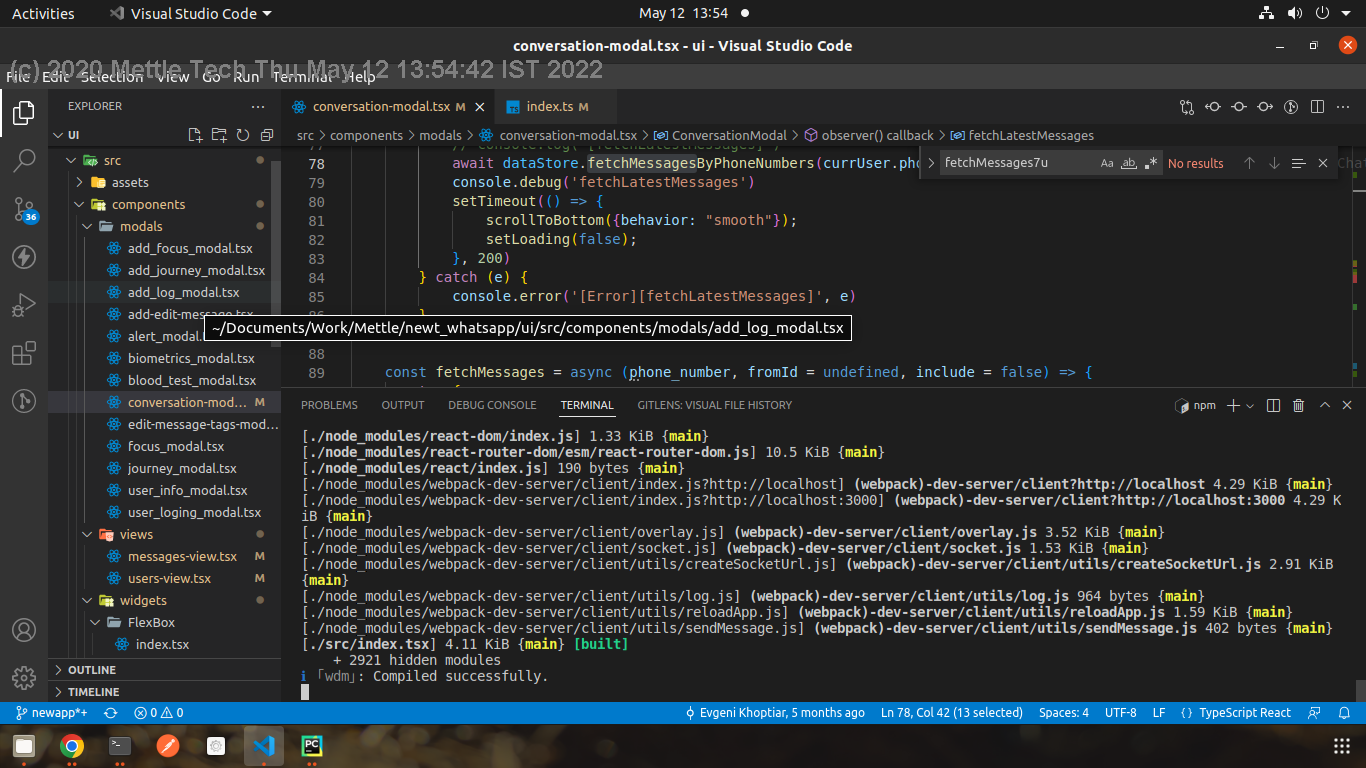 Activities
Visual Studio Code
May 12 13:54
conversation-modal.tsx - ui - Visual Studio Code
(c) 2020 Mettle Tech Thu May 12 13:54:42 IST 2022
File Edit Selection View Go Run Terminal Help
EXPLORER
UI
src
assets
components
modals
add_focus_modal.tsx
add_journey_modal.tsx
add_log_modal.tsx
add-edit-message.tsx
alert_modal.
biometrics_modal.tsx
blood_test_modal.tsx
conversation-mod... M
edit-message-tags-mod...
focus_modal.tsx
journey_modal.tsx
user_info_modal.tsx
user_loging_modal.tsx
views
messages-view.tsx M
users-view.tsx M
widgets
FlexBox
index.tsx
OUTLINE
TIMELINE
36
~/Documents/Work/Mettle/newt_whatsapp/ui/src/components/modals/add_log_modal.tsx
conversation-modal.tsx M
index.ts M
src > components > modals > conversation-modal.tsx > ConversationModal > observer() callback > fetchLatestMessages
fetchMessages7u
Aa ab .*
No results
77 // console.log('[fetchLatestMessages]')
78 await dataStore.fetchMessagesByPhoneNumbers(currUser.pho
79 console.debug('fetchLatestMessages')
80 setTimeout(() => {
81 scrollToBottom({behavior: "smooth"});
82 setLoading(false);
83 }, 200)
84 } catch (e) {
85 console.error('[Error][fetchLatestMessages]', e)
86 }
88
89 const fetchMessages = async (phone_number, fromId = undefined, include = false) => {
PROBLEMS OUTPUT DEBUG CONSOLE TERMINAL GITLENS: VISUAL FILE HISTORY
npm
[./node_modules/react-dom/index.js] 1.33 KiB {main}
[./node_modules/react-router-dom/esm/react-router-dom.js] 10.5 KiB {main}
[./node_modules/react/index.js] 190 bytes {main}
[./node_modules/webpack-dev-server/client/index.js?http://localhost] (webpack)-dev-server/client?http://localhost 4.29 KiB {main}
[./node_modules/webpack-dev-server/client/index.js?http://localhost:3000] (webpack)-dev-server/client?http://localhost:3000 4.29 K
iB {main}
[./node_modules/webpack-dev-server/client/overlay.js] (webpack)-dev-server/client/overlay.js 3.52 KiB {main}
[./node_modules/webpack-dev-server/client/socket.js] (webpack)-dev-server/client/socket.js 1.53 KiB {main}
[./node_modules/webpack-dev-server/client/utils/createSocketUrl.js] (webpack)-dev-server/client/utils/createSocketUrl.js 2.91 KiB
{main}
[./node_modules/webpack-dev-server/client/utils/log.js] (webpack)-dev-server/client/utils/log.js 964 bytes {main}
[./node_modules/webpack-dev-server/client/utils/reloadApp.js] (webpack)-dev-server/client/utils/reloadApp.js 1.59 KiB {main}
[./node_modules/webpack-dev-server/client/utils/sendMessage.js] (webpack)-dev-server/client/utils/sendMessage.js 402 bytes {main}
[./src/index.tsx] 4.11 KiB {main} [built]
+ 2921 hidden modules
ℹ ｢wdm｣: Compiled successfully.
newapp*+
0 0
Evgeni Khoptiar, 5 months ago
Ln 78, Col 42 (13 selected)
Spaces: 4
UTF-8
LF
TypeScript React